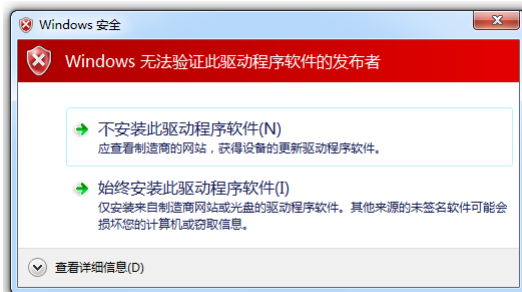 Windows 安全
Windows 无法验证此驱动程序软件的发布者
不安装此驱动程序软件(N)
应查看制造商的网站，获得设备的更新驱动程序软件。
始终安装此驱动程序软件(I)
仅安装来自制造商网站或光盘的驱动程序软件。其他来源的未签名软件可能会
损坏您的计算机或窃取信息。
查看详细信息(D)